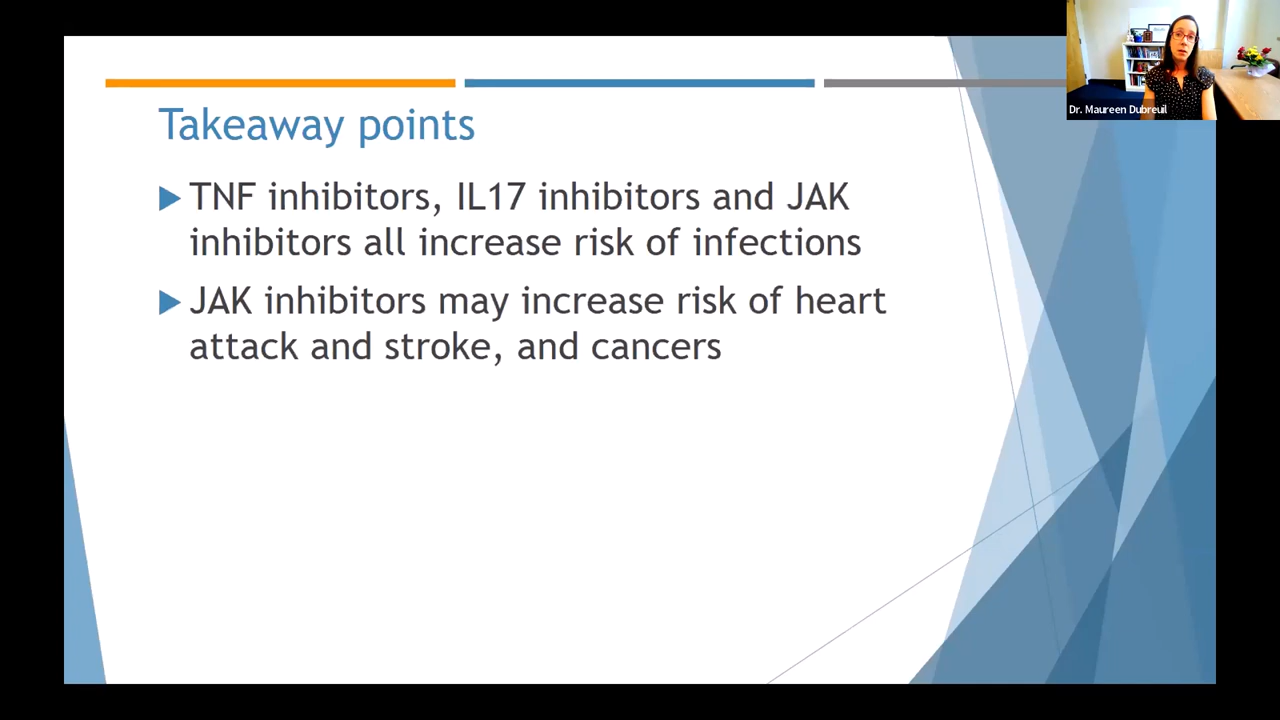 Dr. Maureen Dubreuil
Takeaway points
TNF inhibitors, IL17 inhibitors and JAK
inhibitors all increase risk of infections
JAK inhibitors may increase risk of heart
attack and stroke, and cancers